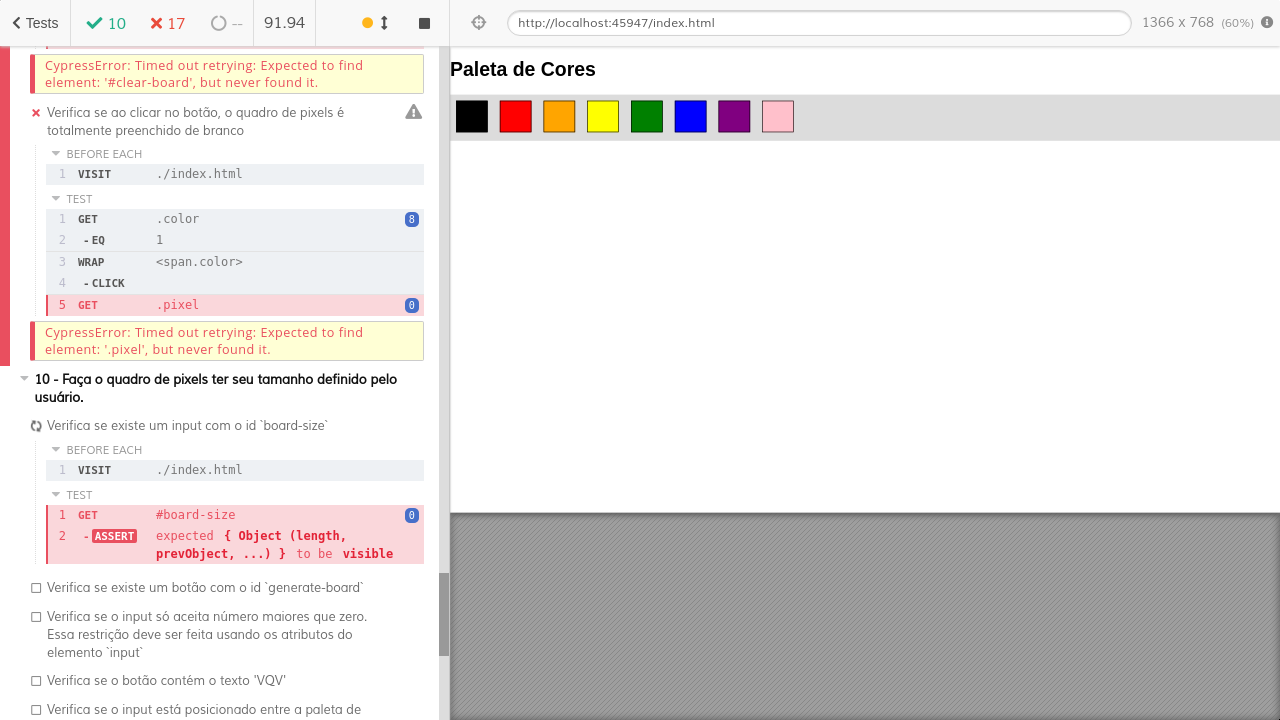 Tests
10
17
--
91.94
http://localhost:45947/index.html
1366 x 768 (60%)
CypressError: Timed out retrying: Expected to find
element: '#clear-board', but never found it.
Verifica se ao clicar no botão, o quadro de pixels é
totalmente preenchido de branco
BEFORE EACH
1 VISIT ./index.html
TEST
1 GET .color 8
2 - EQ 1
3 WRAP <span.color>
4 - CLICK
5 GET .pixel 0
CypressError: Timed out retrying: Expected to find
element: '.pixel', but never found it.
10 - Faça o quadro de pixels ter seu tamanho definido pelo
usuário.
Verifica se existe um input com o id `board-size`
BEFORE EACH
1 VISIT ./index.html
TEST
1 GET #board-size 0
2 - ASSERT expected { Object (length,
prevObject, ...) } to be visible
Verifica se existe um botão com o id `generate-board`
Verifica se o input só aceita número maiores que zero.
Essa restrição deve ser feita usando os atributos do
elemento `input`
Verifica se o botão contém o texto 'VQV'
Verifica se o input está posicionado entre a paleta de
Paleta de Cores